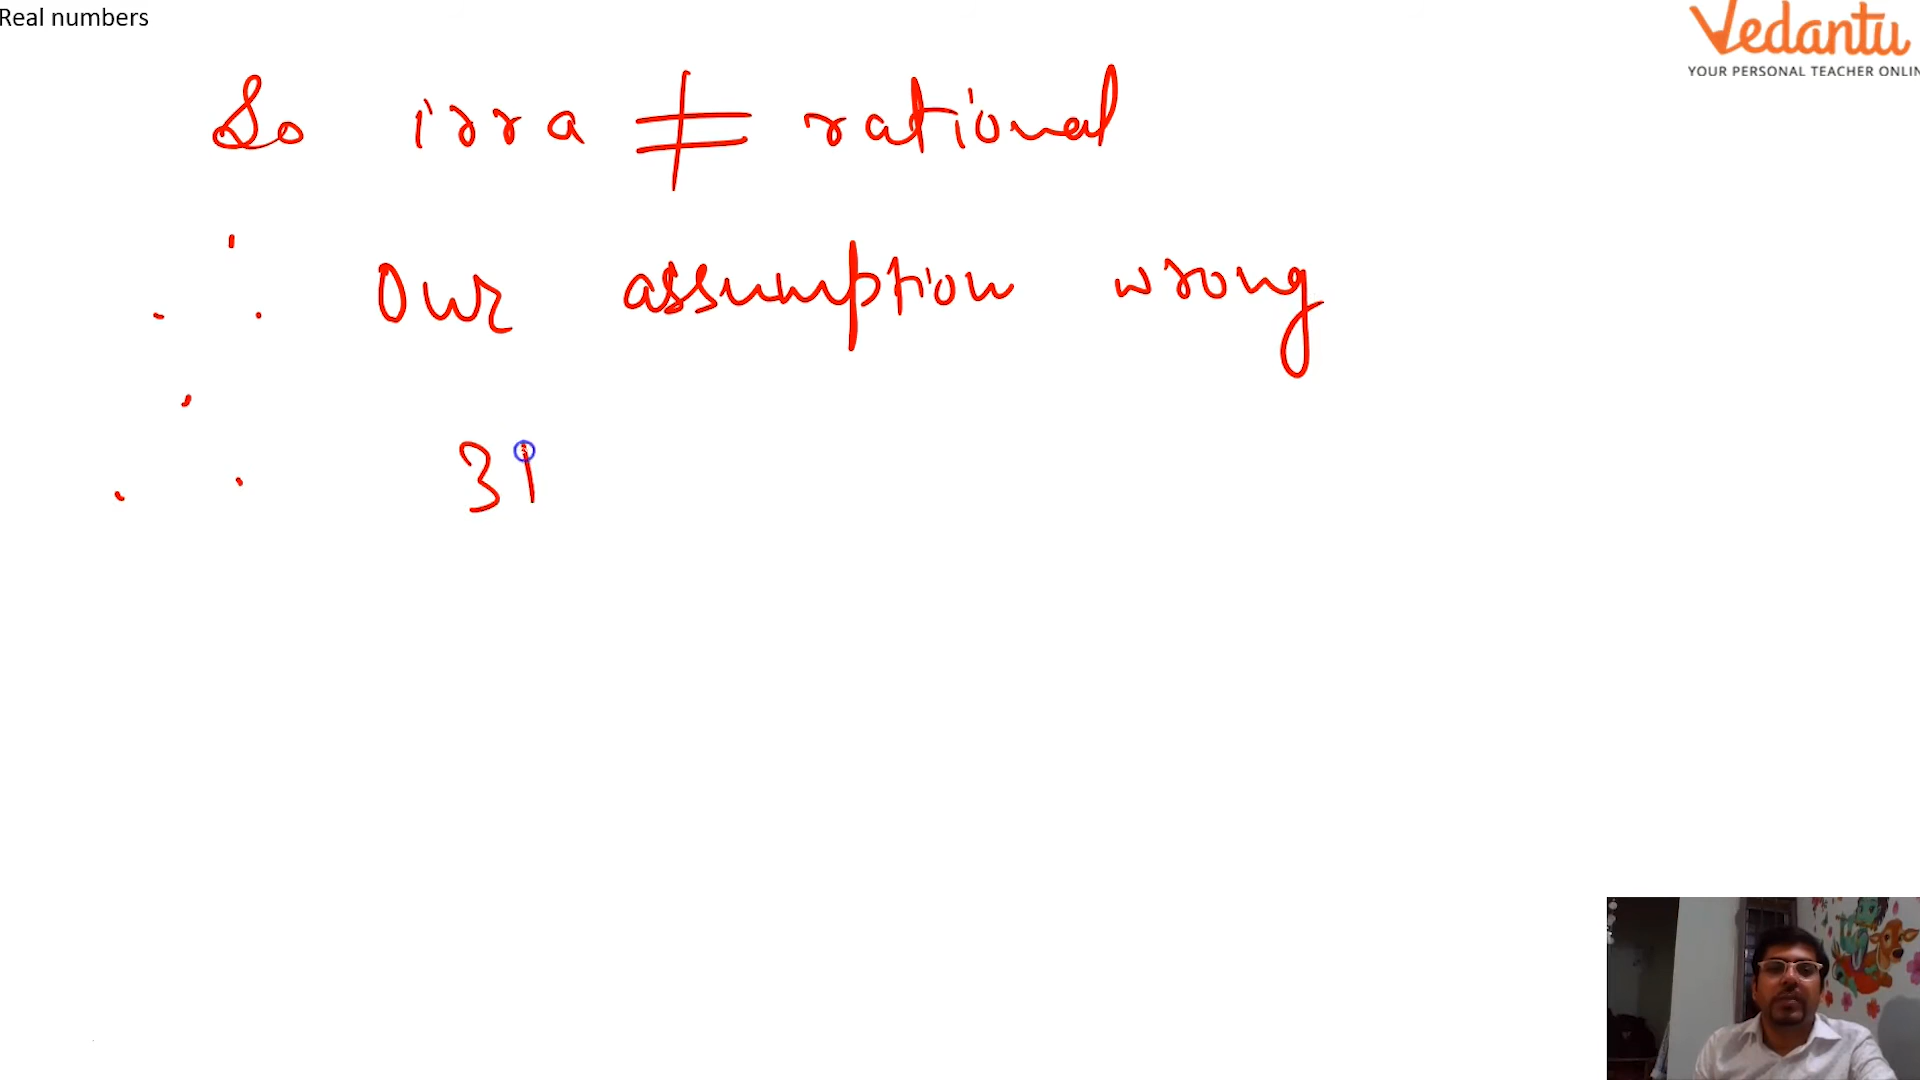 Real numbers
Vedantu
YOUR PERSONAL TEACHER ONLIN
So irra ≠ rational
∴ Our assumption wrong
∴ 3